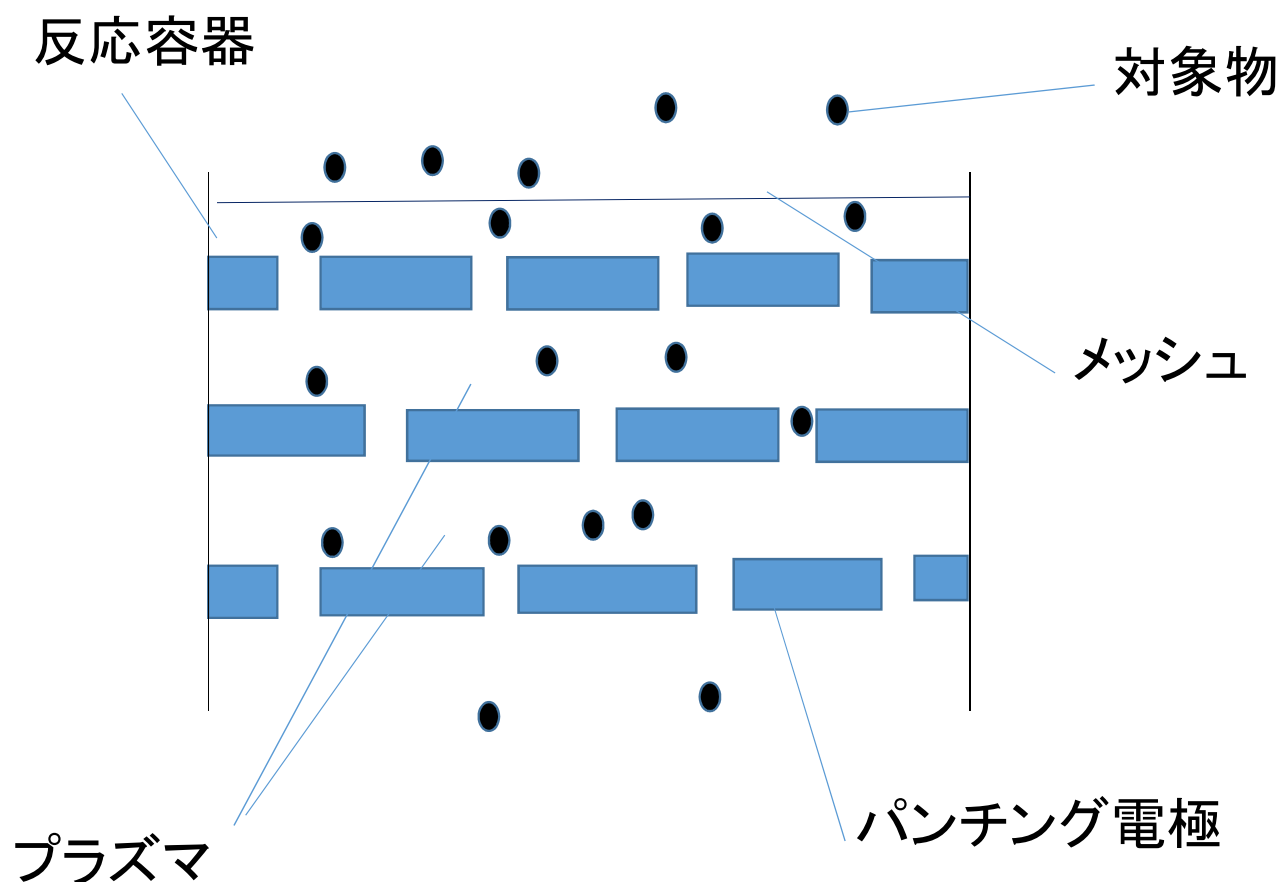 反応容器
対象物
メッシュ
パンチング電極
プラズマ